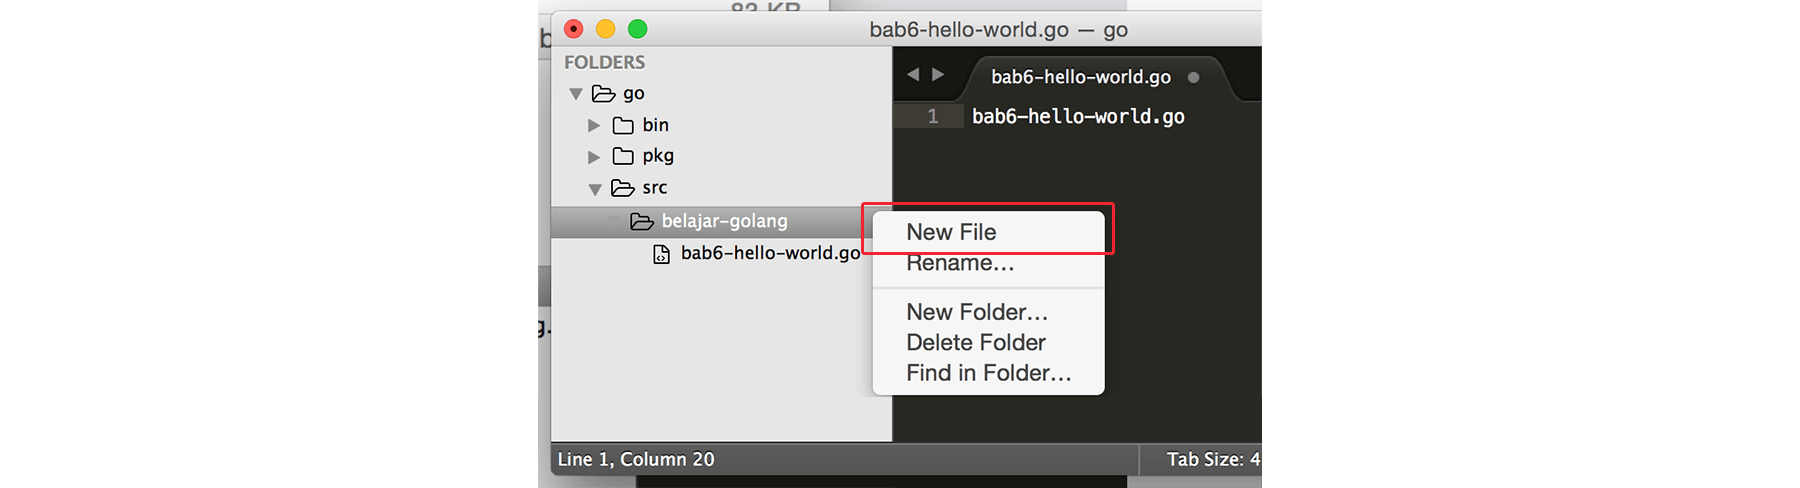 83 KB
bab6-hello-world.go — go
FOLDERS
go
bin
pkg
src
belajar-golang
bab6-hello-world.go
bab6-hello-world.go
1 bab6-hello-world.go
New File
Rename...
New Folder...
Delete Folder
Find in Folder...
Line 1, Column 20
Tab Size: 4